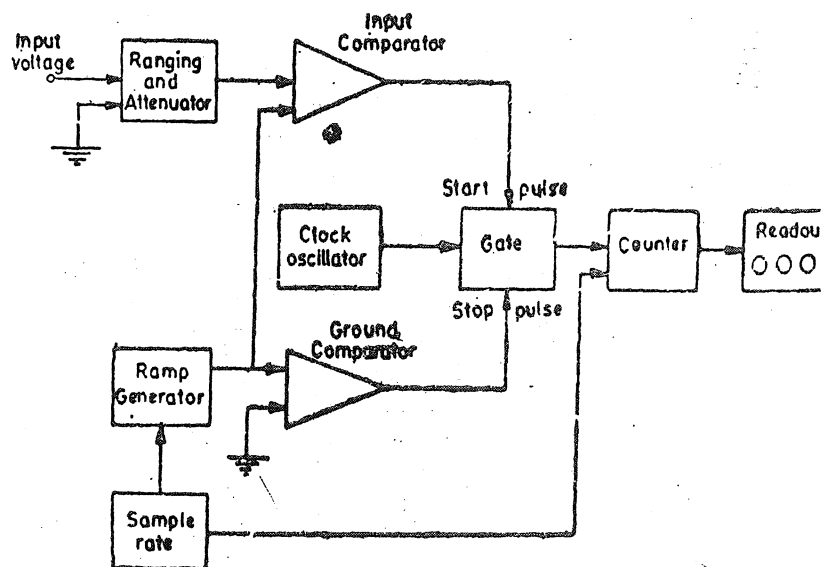 Input
Comparator
Input
voltage
Ranging
and
Attenuator
Start pulse
Clock
oscillator
Gate
Counter
Readou
Stop pulse
Ground
Comparator
Ramp
Generator
Sample
rate